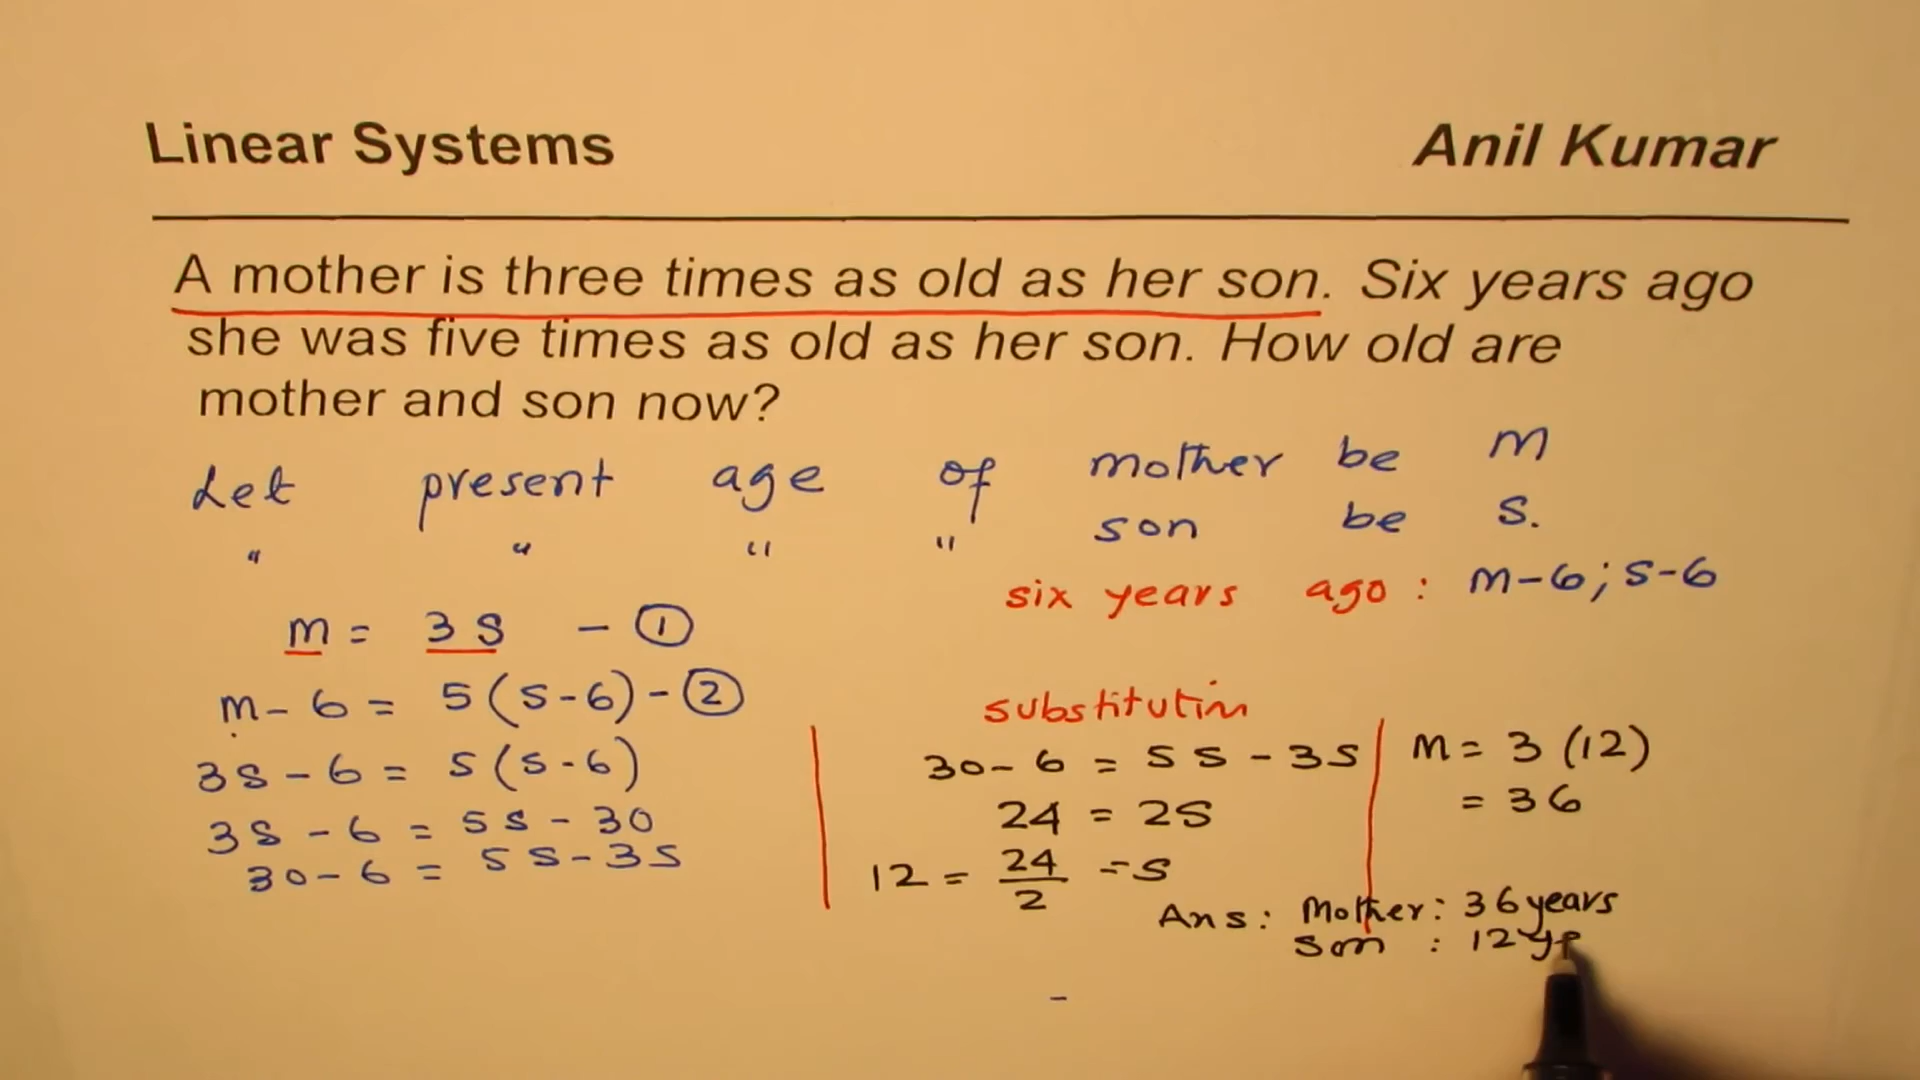 Linear Systems
Anil Kumar
A mother is three times as old as her son. Six years ago
she was five times as old as her son. How old are
mother and son now?
Let present age of mother be m
" " " " son be s.
six years ago : m-6; s-6
m = 3s - ①
m - 6 = 5(s-6) - ②
3s - 6 = 5(s-6)
3s - 6 = 5s - 30
30 - 6 = 5s - 3s
substitutin
30 - 6 = 5s - 3s
24 = 2s
12 = 24/2 = s
m = 3(12)
= 36
Ans: Mother: 36 years
Son : 12 ye